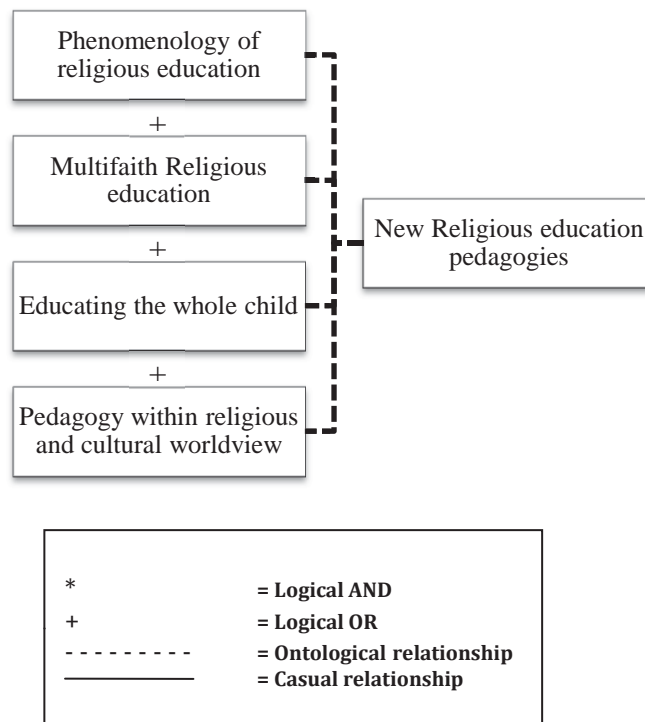 Phenomenology of
religious education
+
Multifaith Religious
education
+
Educating the whole child
+
Pedagogy within religious
and cultural worldview
New Religious education
pedagogies
* = Logical AND
+ = Logical OR
- - - - - - - - - = Ontological relationship
= Casual relationship